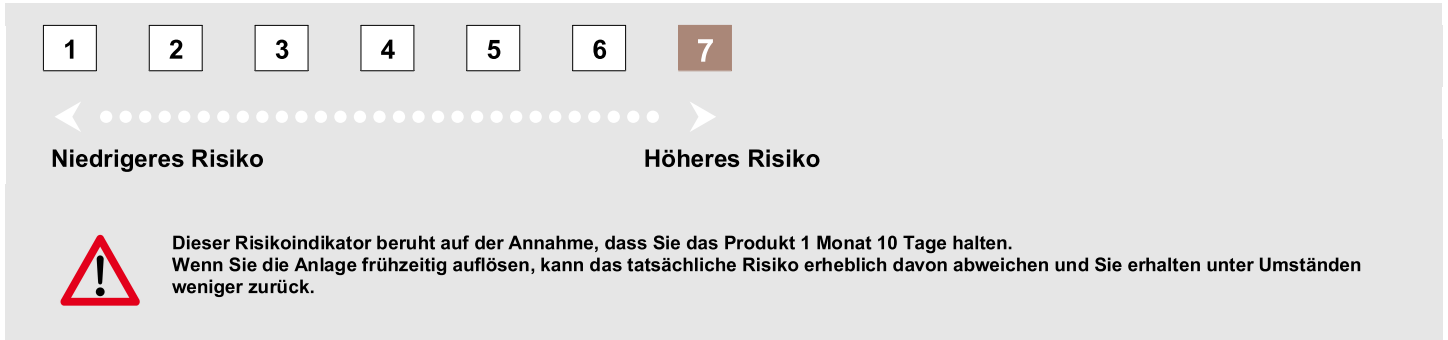 1 2 3 4 5 6 7
Niedrigeres Risiko Höheres Risiko
Dieser Risikoindikator beruht auf der Annahme, dass Sie das Produkt 1 Monat 10 Tage halten.
Wenn Sie die Anlage frühzeitig auflösen, kann das tatsächliche Risiko erheblich davon abweichen und Sie erhalten unter Umständen
weniger zurück.